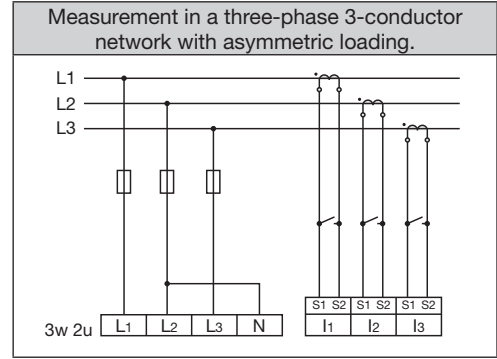 Measurement in a three-phase 3-conductor
network with asymmetric loading.
L1
L2
L3
S1 S2 S1 S2 S1 S2
3w 2u L1 L2 L3 N I1 I2 I3